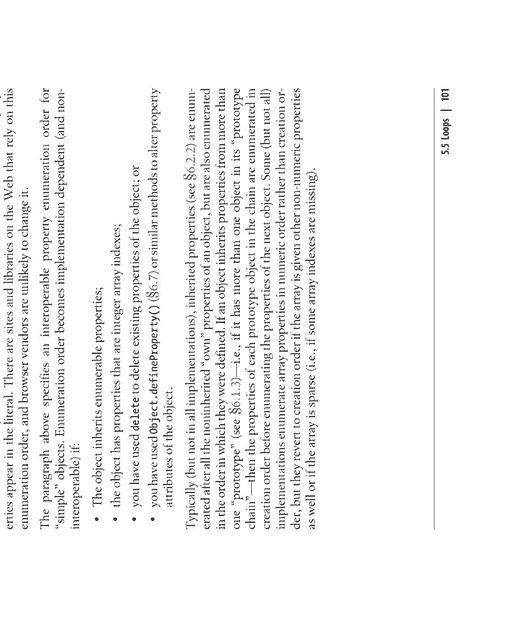 erties appear in the literal. There are sites and libraries on the Web that rely on this
enumeration order, and browser vendors are unlikely to change it.
The paragraph above specifies an interoperable property enumeration order for
“simple” objects. Enumeration order becomes implementation dependent (and non-
interoperable) if:
• The object inherits enumerable properties;
• the object has properties that are integer array indexes;
• you have used delete to delete existing properties of the object; or
• you have used Object.defineProperty() (§6.7) or similar methods to alter property
attributes of the object.
Typically (but not in all implementations), inherited properties (see §6.2.2) are enum-
erated after all the noninherited “own” properties of an object, but are also enumerated
in the order in which they were defined. If an object inherits properties from more than
one “prototype” (see §6.1.3)—i.e., if it has more than one object in its “prototype
chain”—then the properties of each prototype object in the chain are enumerated in
creation order before enumerating the properties of the next object. Some (but not all)
implementations enumerate array properties in numeric order rather than creation or-
der, but they revert to creation order if the array is given other non-numeric properties
as well or if the array is sparse (i.e., if some array indexes are missing).
5.5 Loops | 101